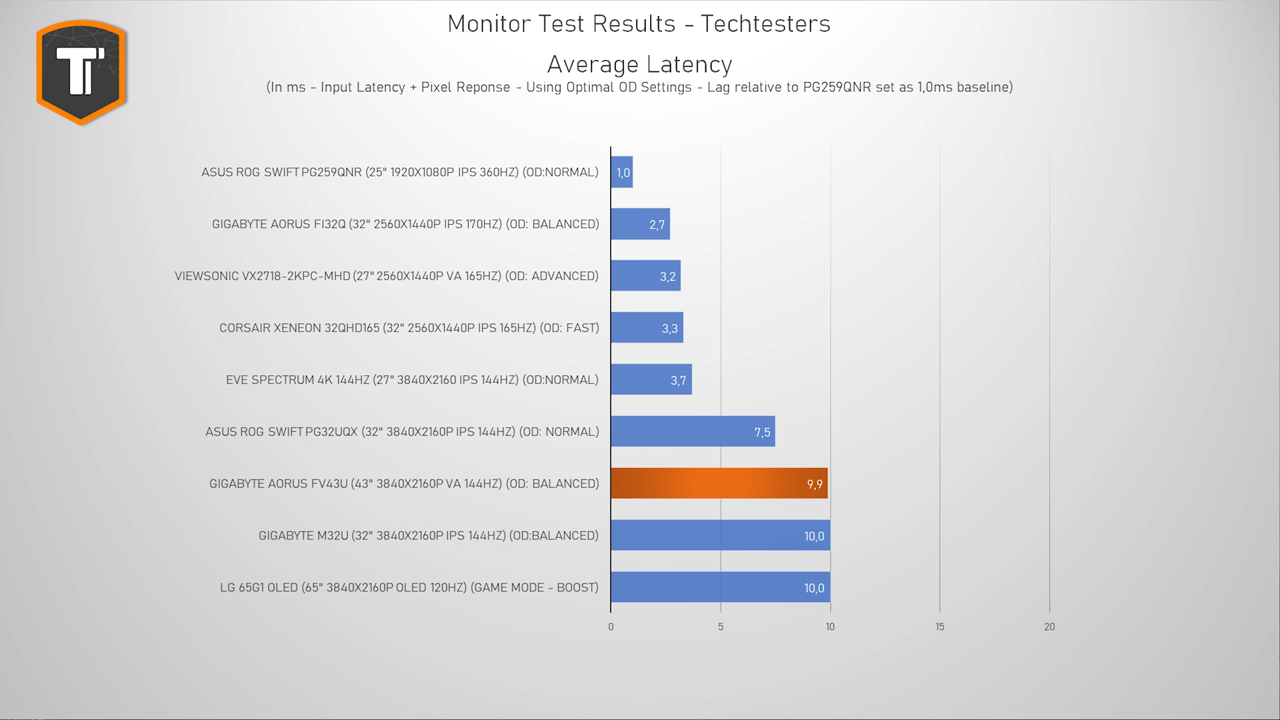 Monitor Test Results - Techtesters
Average Latency
(In ms - Input Latency + Pixel Reponse - Using Optimal OD Settings - Lag relative to PG259QNR set as 1,0ms baseline)
ASUS ROG SWIFT PG259QNR (25" 1920X1080P IPS 360HZ) (OD:NORMAL) 1,0
GIGABYTE AORUS FI32Q (32" 2560X1440P IPS 170HZ) (OD: BALANCED) 2,7
VIEWSONIC VX2718-2KPC-MHD (27" 2560X1440P VA 165HZ) (OD: ADVANCED) 3,2
CORSAIR XENEON 32QHD165 (32" 2560X1440P IPS 165HZ) (OD: FAST) 3,3
EVE SPECTRUM 4K 144HZ (27" 3840X2160 IPS 144HZ) (OD:NORMAL) 3,7
ASUS ROG SWIFT PG32UQX (32" 3840X2160P IPS 144HZ) (OD: NORMAL) 7,5
GIGABYTE AORUS FV43U (43" 3840X2160P VA 144HZ) (OD: BALANCED) 9,9
GIGABYTE M32U (32" 3840X2160P IPS 144HZ) (OD:BALANCED) 10,0
LG 65G1 OLED (65" 3840X2160P OLED 120HZ) (GAME MODE - BOOST) 10,0
0 5 10 15 20